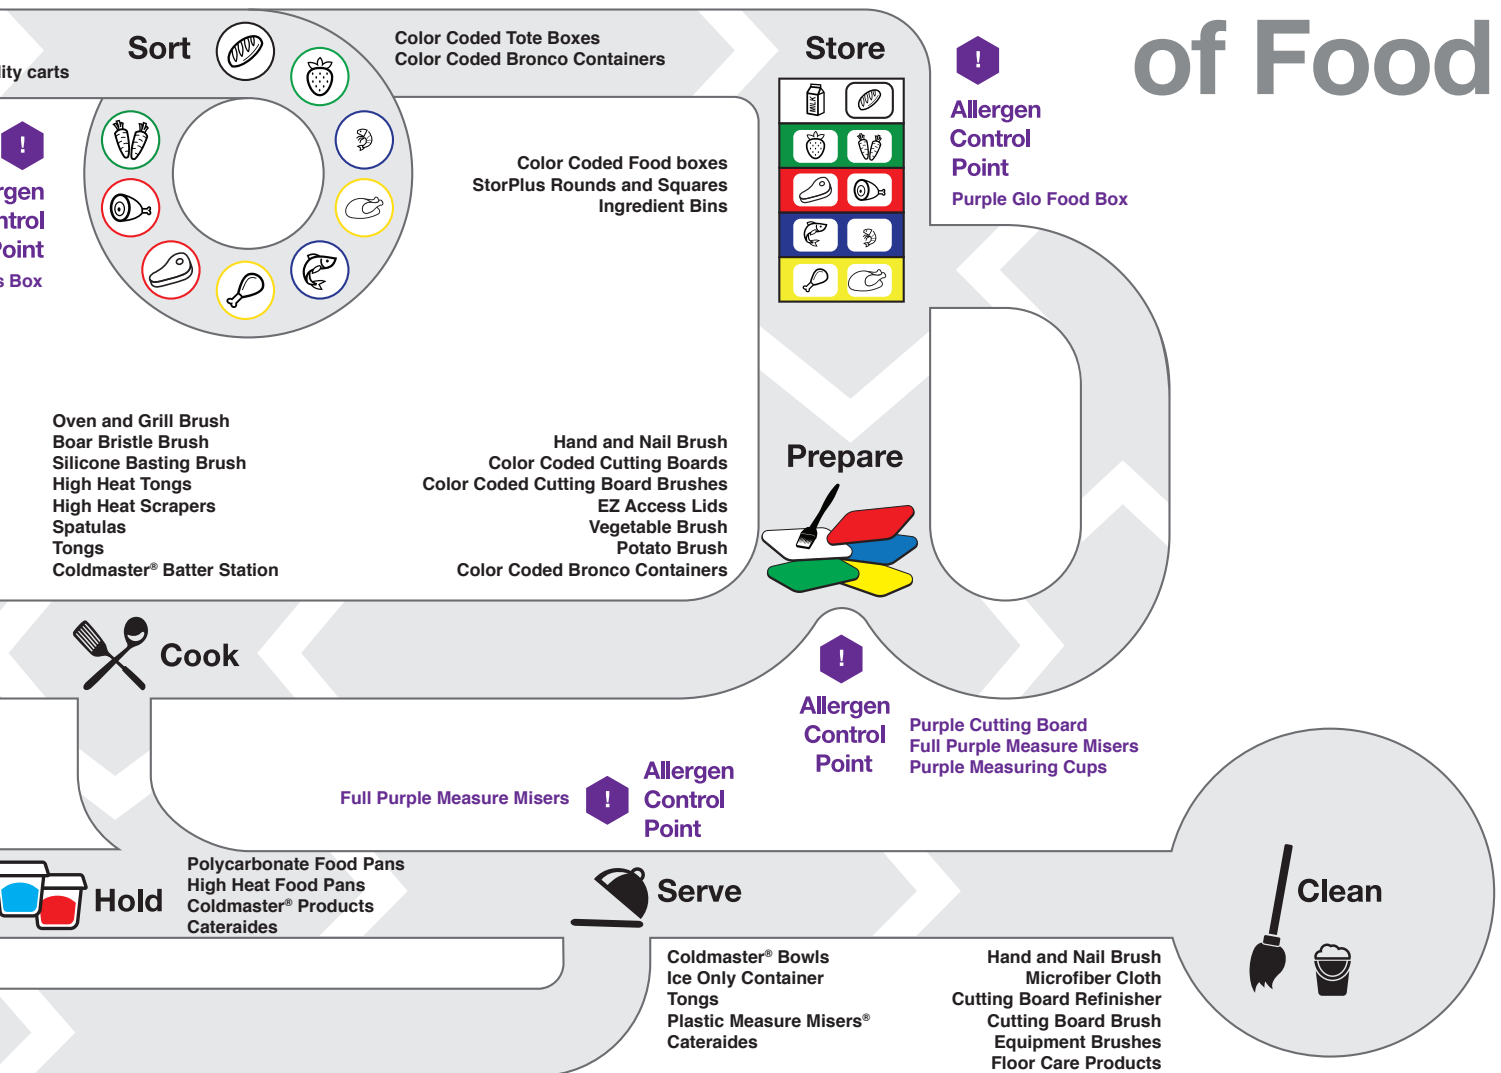 of Food
Sort
Color Coded Tote Boxes
Color Coded Bronco Containers
Store
!
Allergen
Control
Point
Purple Glo Food Box
lity carts
MILK
!
rgen
ntrol
Point
s Box
Color Coded Food boxes
StorPlus Rounds and Squares
Ingredient Bins
Oven and Grill Brush
Boar Bristle Brush
Silicone Basting Brush
High Heat Tongs
High Heat Scrapers
Spatulas
Tongs
Coldmaster® Batter Station
Hand and Nail Brush
Color Coded Cutting Boards
Color Coded Cutting Board Brushes
EZ Access Lids
Vegetable Brush
Potato Brush
Color Coded Bronco Containers
Prepare
Cook
!
Allergen
Control
Point
Purple Cutting Board
Full Purple Measure Misers
Purple Measuring Cups
Full Purple Measure Misers
!
Allergen
Control
Point
Hold
Polycarbonate Food Pans
High Heat Food Pans
Coldmaster® Products
Cateraides
Serve
Clean
Coldmaster® Bowls
Ice Only Container
Tongs
Plastic Measure Misers®
Cateraides
Hand and Nail Brush
Microfiber Cloth
Cutting Board Refinisher
Cutting Board Brush
Equipment Brushes
Floor Care Products